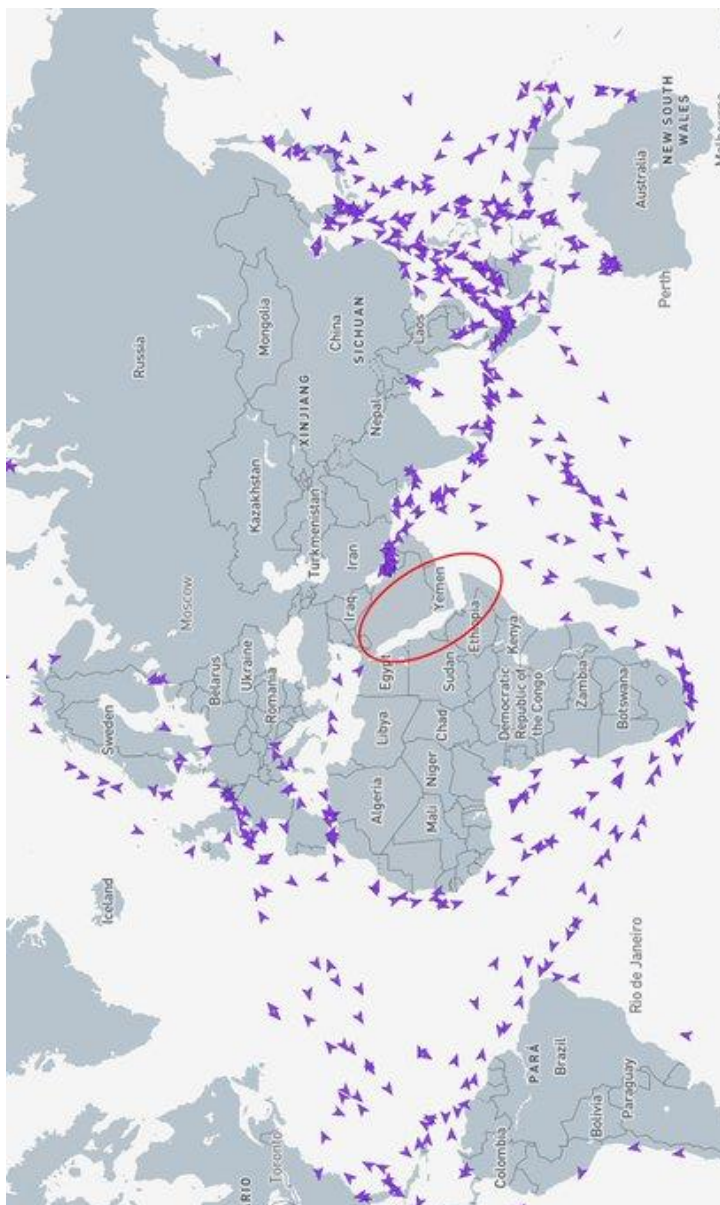 Iceland
Sweden
Russia
Moscow
Belarus
RIO
Ukraine
Kazakhstan
Mongolia
Romania
Toronto
XINJIANG
Turkmenistan
China
Iraq
Iran
SICHUAN
Algeria
Nepal
Libya
Egypt
Laos
Mali
Niger
Chad
Yemen
Sudan
Ethiopia
Colombia
Democratic
Republic of
the Congo
Kenya
PARÁ
Brazil
Zambia
Bolivia
Botswana
Paraguay
Rio de Janeiro
Australia
Perth
NEW SOUTH
WALES